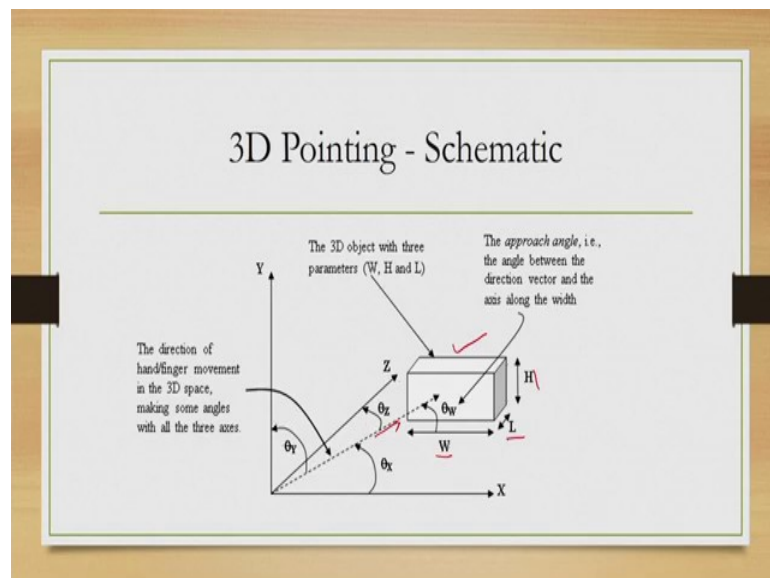 3D Pointing - Schematic
The 3D object with three
parameters (W, H and L)
The approach angle, i.e.,
the angle between the
direction vector and the
axis along the width
Y
The direction of
hand/finger movement
in the 3D space,
making some angles
with all the three axes.
Z
H
θZ
θW
L
θY
W
θX
X